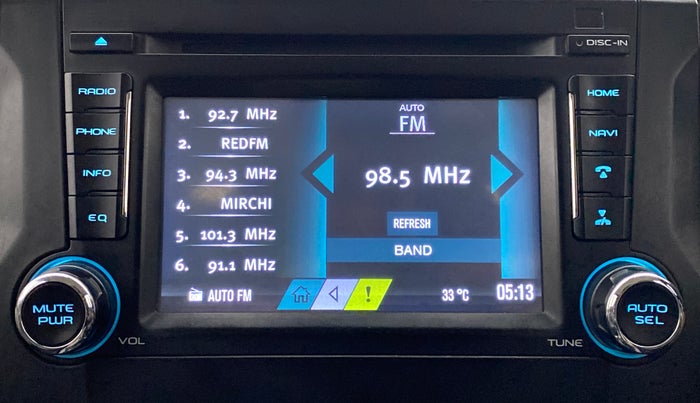 DISC-IN
RADIO
PHONE
INFO
EQ
MUTE
PWR
VOL
1. 92.7 MHz
2. REDFM
3. 94.3 MHz
4. MIRCHI
5. 101.3 MHz
6. 91.1 MHz
AUTO
FM
98.5 MHz
REFRESH
BAND
AUTO FM
!
33 °C
05:13
HOME
NAVI
AUTO
SEL
TUNE